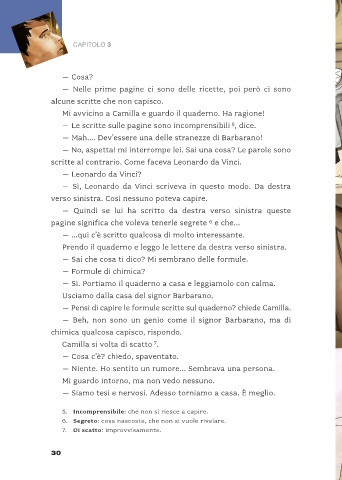 CAPITOLO 3
— Cosa?
— Nelle prime pagine ci sono delle ricette, poi però ci sono
alcune scritte che non capisco.
Mi avvicino a Camilla e guardo il quaderno. Ha ragione!
— Le scritte sulle pagine sono incomprensibili 5, dice.
— Mah.... Dev'essere una delle stranezze di Barbarano!
— No, aspetta! mi interrompe lei. Sai una cosa? Le parole sono
scritte al contrario. Come faceva Leonardo da Vinci.
— Leonardo da Vinci?
— Sì, Leonardo da Vinci scriveva in questo modo. Da destra
verso sinistra. Così nessuno poteva capire.
— Quindi se lui ha scritto da destra verso sinistra queste
pagine significa che voleva tenerle segrete 6 e che...
— ...qui c'è scritto qualcosa di molto interessante.
Prendo il quaderno e leggo le lettere da destra verso sinistra.
— Sai che cosa ti dico? Mi sembrano delle formule.
— Formule di chimica?
— Sì. Portiamo il quaderno a casa e leggiamolo con calma.
Usciamo dalla casa del signor Barbarano.
— Pensi di capire le formule scritte sul quaderno? chiede Camilla.
— Beh, non sono un genio come il signor Barbarano, ma di
chimica qualcosa capisco, rispondo.
Camilla si volta di scatto 7.
— Cosa c'è? chiedo, spaventato.
— Niente. Ho sentito un rumore... Sembrava una persona.
Mi guardo intorno, ma non vedo nessuno.
— Siamo tesi e nervosi. Adesso torniamo a casa. È meglio.
5. Incomprensibile: che non si riesce a capire.
6. Segreto: cosa nascosta, che non si vuole rivelare.
7. Di scatto: improvvisamente.
30